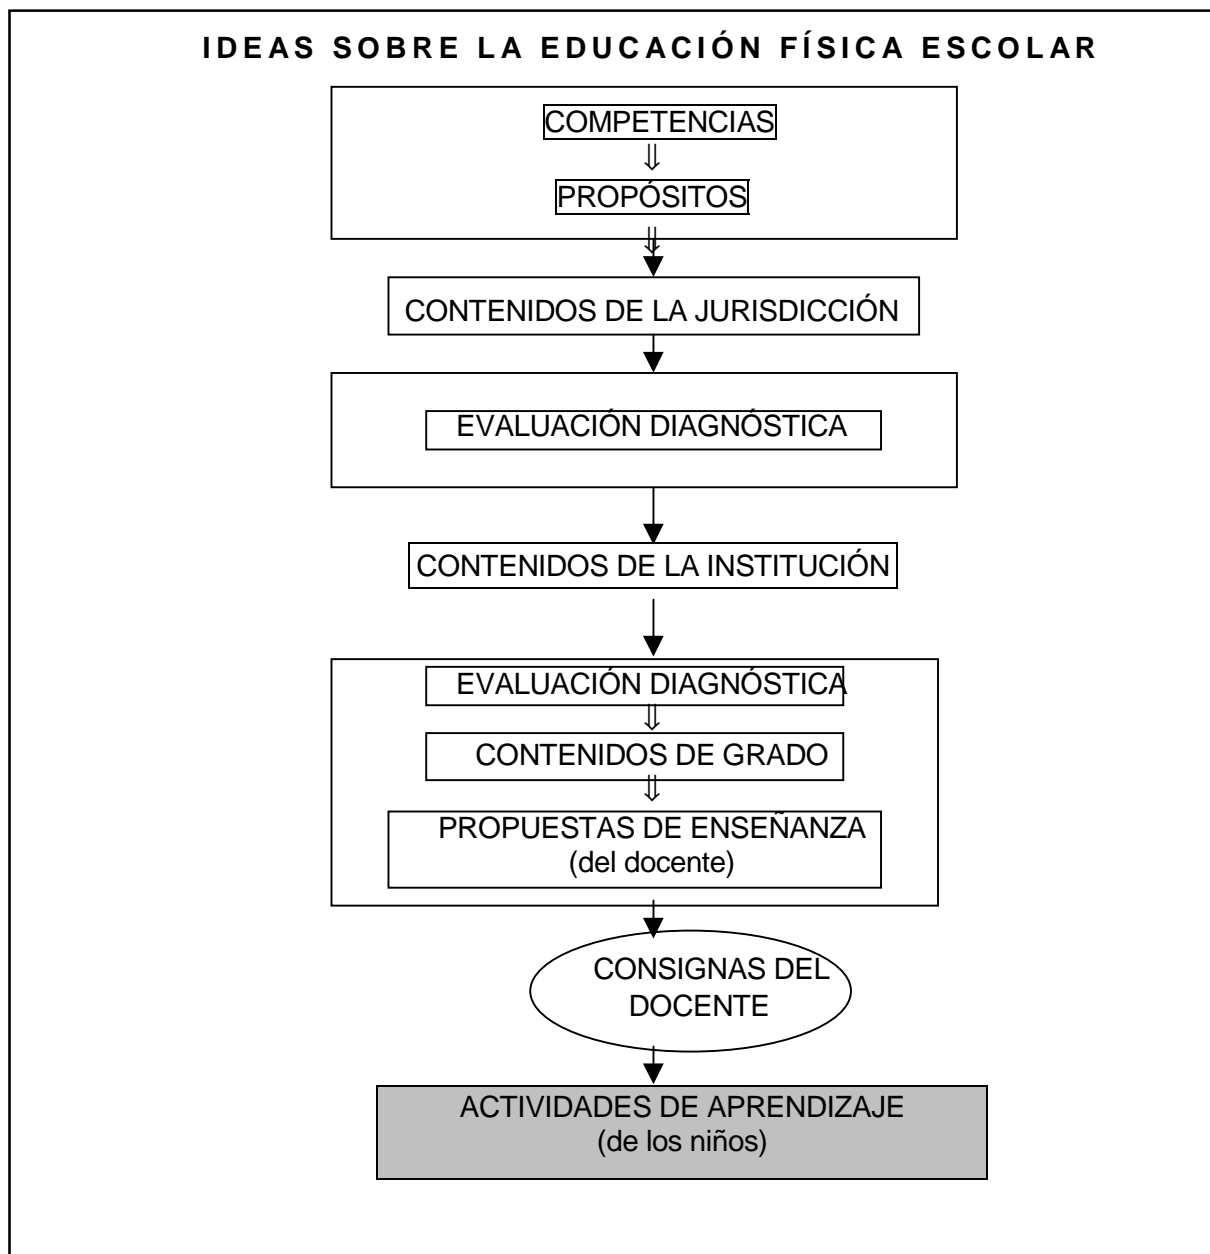 IDEAS SOBRE LA EDUCACIÓN FÍSICA ESCOLAR
COMPETENCIAS
⇓
PROPÓSITOS
⇓
CONTENIDOS DE LA JURISDICCIÓN
EVALUACIÓN DIAGNÓSTICA
CONTENIDOS DE LA INSTITUCIÓN
EVALUACIÓN DIAGNÓSTICA
⇓
CONTENIDOS DE GRADO
⇓
PROPUESTAS DE ENSEÑANZA
(del docente)
CONSIGNAS DEL
DOCENTE
ACTIVIDADES DE APRENDIZAJE
(de los niños)